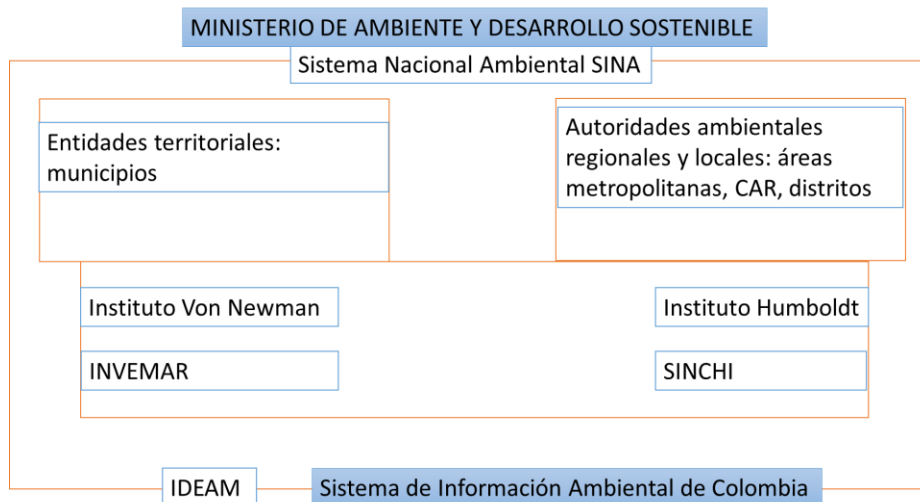 MINISTERIO DE AMBIENTE Y DESARROLLO SOSTENIBLE
Sistema Nacional Ambiental SINA
Entidades territoriales:
municipios
Autoridades ambientales
regionales y locales: áreas
metropolitanas, CAR, distritos
Instituto Von Newman
Instituto Humboldt
INVEMAR
SINCHI
IDEAM
Sistema de Información Ambiental de Colombia